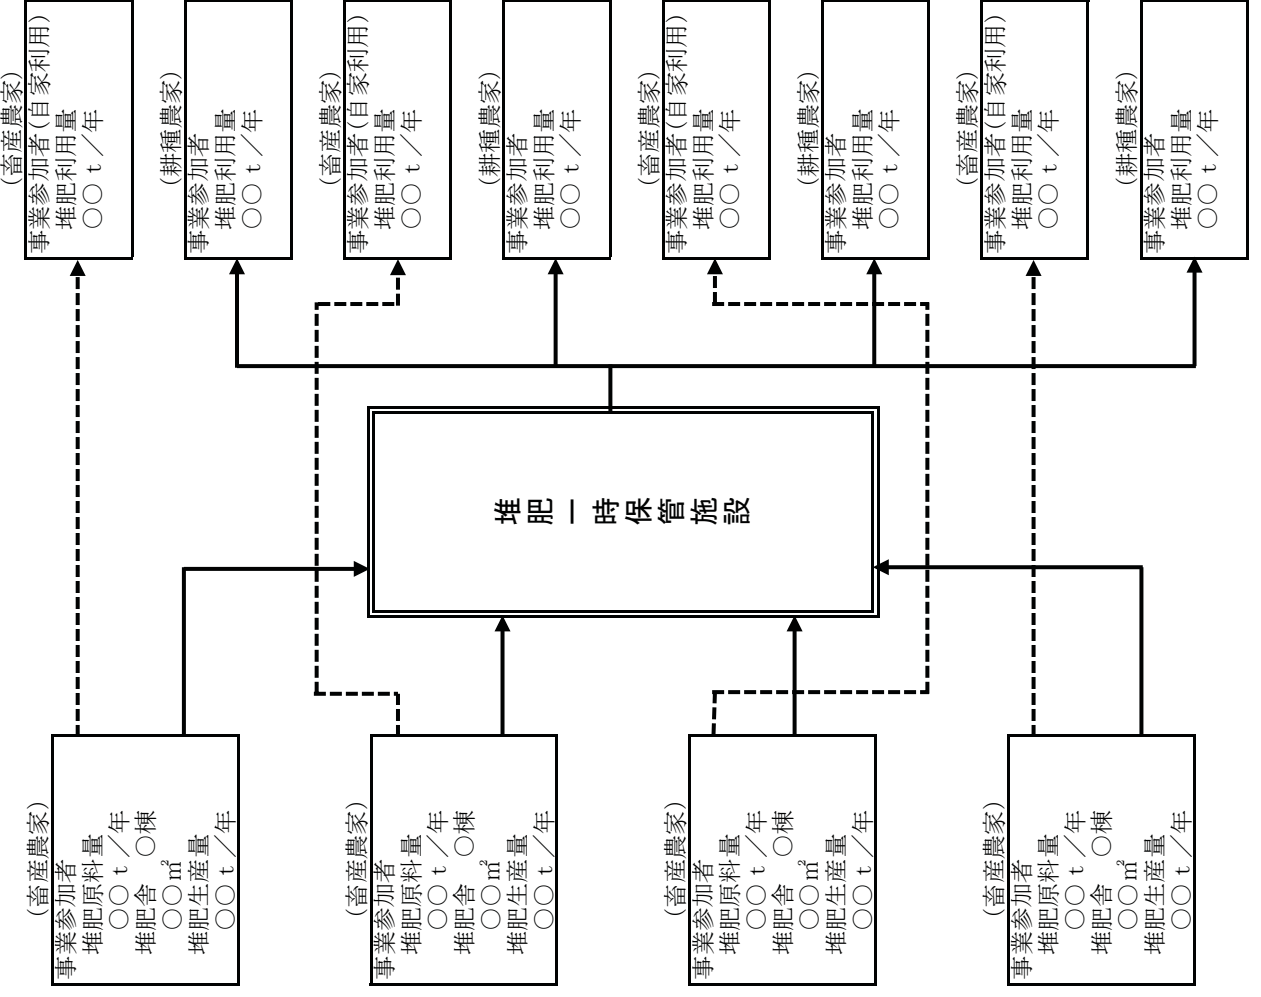 (畜産農家)
事業参加者
堆肥原料量
○○ｔ／年
堆肥舎　○棟
○○㎡
堆肥生産量
○○ｔ／年
(畜産農家)
事業参加者
堆肥原料量
○○ｔ／年
堆肥舎　○棟
○○㎡
堆肥生産量
○○ｔ／年
(畜産農家)
事業参加者
堆肥原料量
○○ｔ／年
堆肥舎　○棟
○○㎡
堆肥生産量
○○ｔ／年
(畜産農家)
事業参加者
堆肥原料量
○○ｔ／年
堆肥舎　○棟
○○㎡
堆肥生産量
○○ｔ／年
堆肥一時保管施設
(畜産農家)
事業参加者(自家利用)
堆肥利用量
○○ｔ／年
(耕種農家)
事業参加者
堆肥利用量
○○ｔ／年
(畜産農家)
事業参加者(自家利用)
堆肥利用量
○○ｔ／年
(耕種農家)
事業参加者
堆肥利用量
○○ｔ／年
(畜産農家)
事業参加者(自家利用)
堆肥利用量
○○ｔ／年
(耕種農家)
事業参加者
堆肥利用量
○○ｔ／年
(畜産農家)
事業参加者(自家利用)
堆肥利用量
○○ｔ／年
(耕種農家)
事業参加者
堆肥利用量
○○ｔ／年